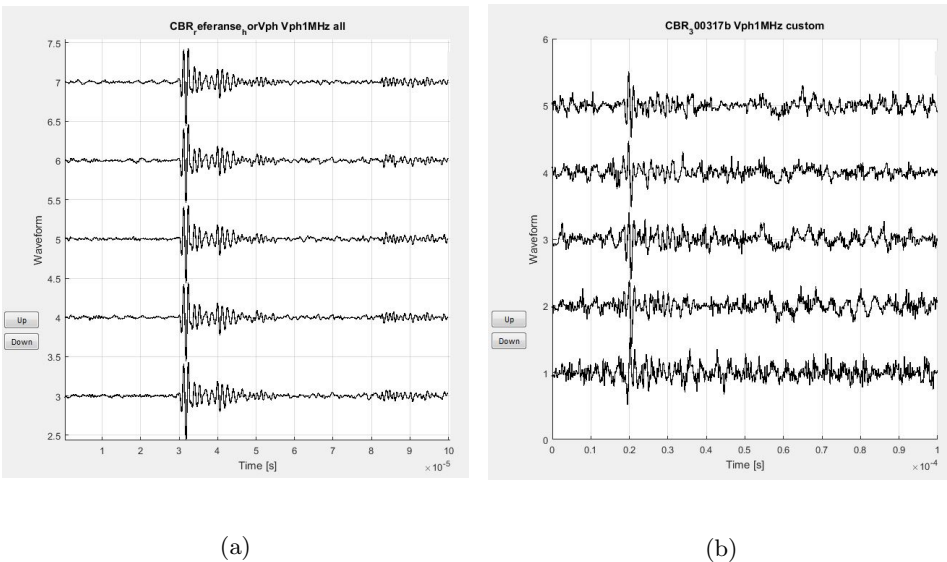 CBR_referanse_horVph Vph1MHz all
7.5
7
6.5
6
5.5
5
4.5
4
3.5
3
2.5
Waveform
Up
Down
1 2 3 4 5 6 7 8 9 10
Time [s]
×10-5
(a)
CBR300317b Vph1MHz custom
6
5
4
3
2
1
0
Waveform
Up
Down
0 0.1 0.2 0.3 0.4 0.5 0.6 0.7 0.8 0.9 1
Time [s]
×10-4
(b)